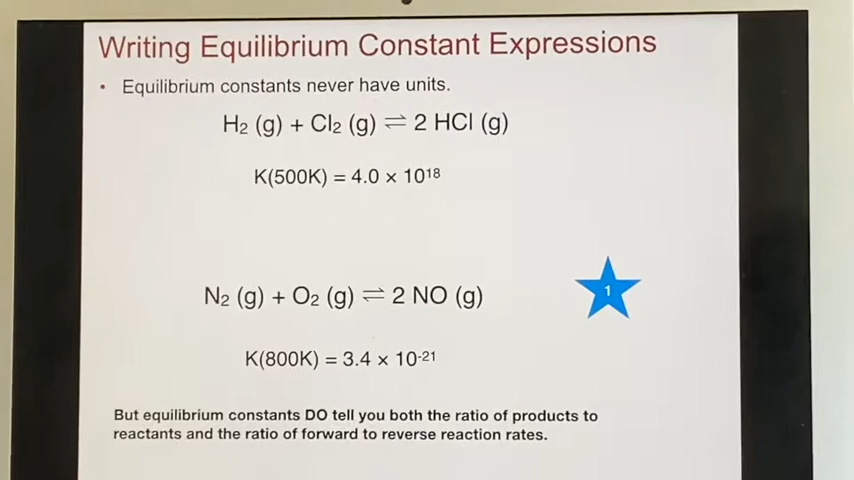 Writing Equilibrium Constant Expressions
• Equilibrium constants never have units.
H₂ (g) + Cl₂ (g) ⇌ 2 HCl (g)
K(500K) = 4.0 × 10¹⁸
N₂ (g) + O₂ (g) ⇌ 2 NO (g)
1
K(800K) = 3.4 × 10⁻²¹
But equilibrium constants DO tell you both the ratio of products to
reactants and the ratio of forward to reverse reaction rates.